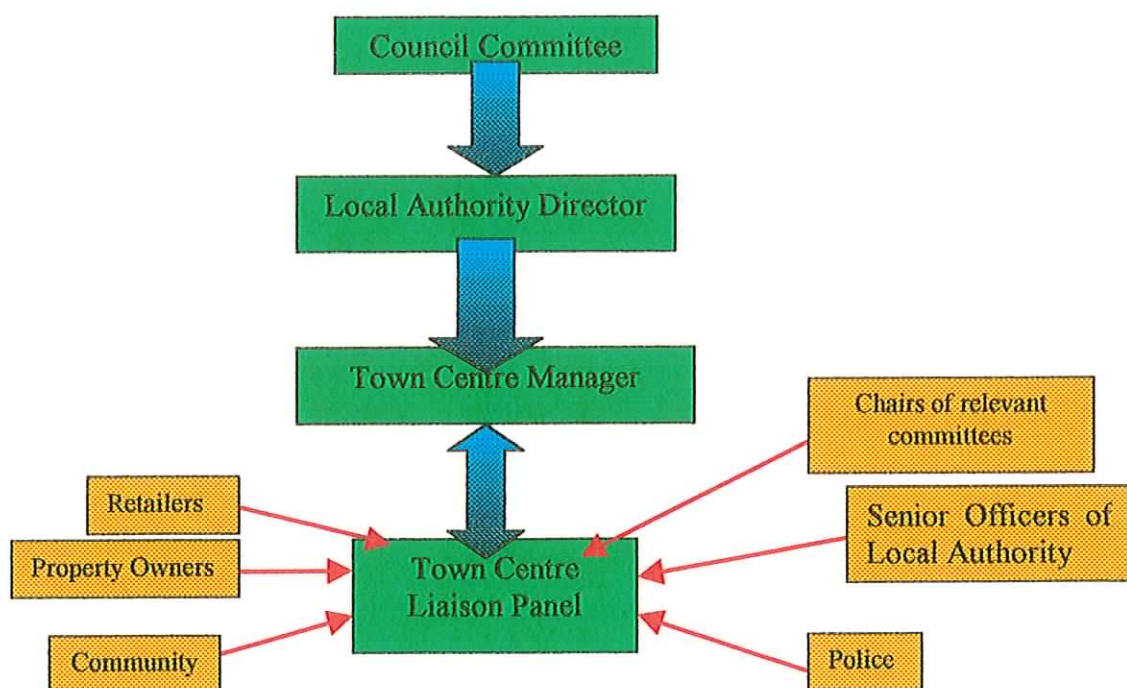 Council Committee
Local Authority Director
Town Centre Manager
Chairs of relevant
committees
Retailers
Senior Officers of
Local Authority
Property Owners
Town Centre
Liaison Panel
Community
Police